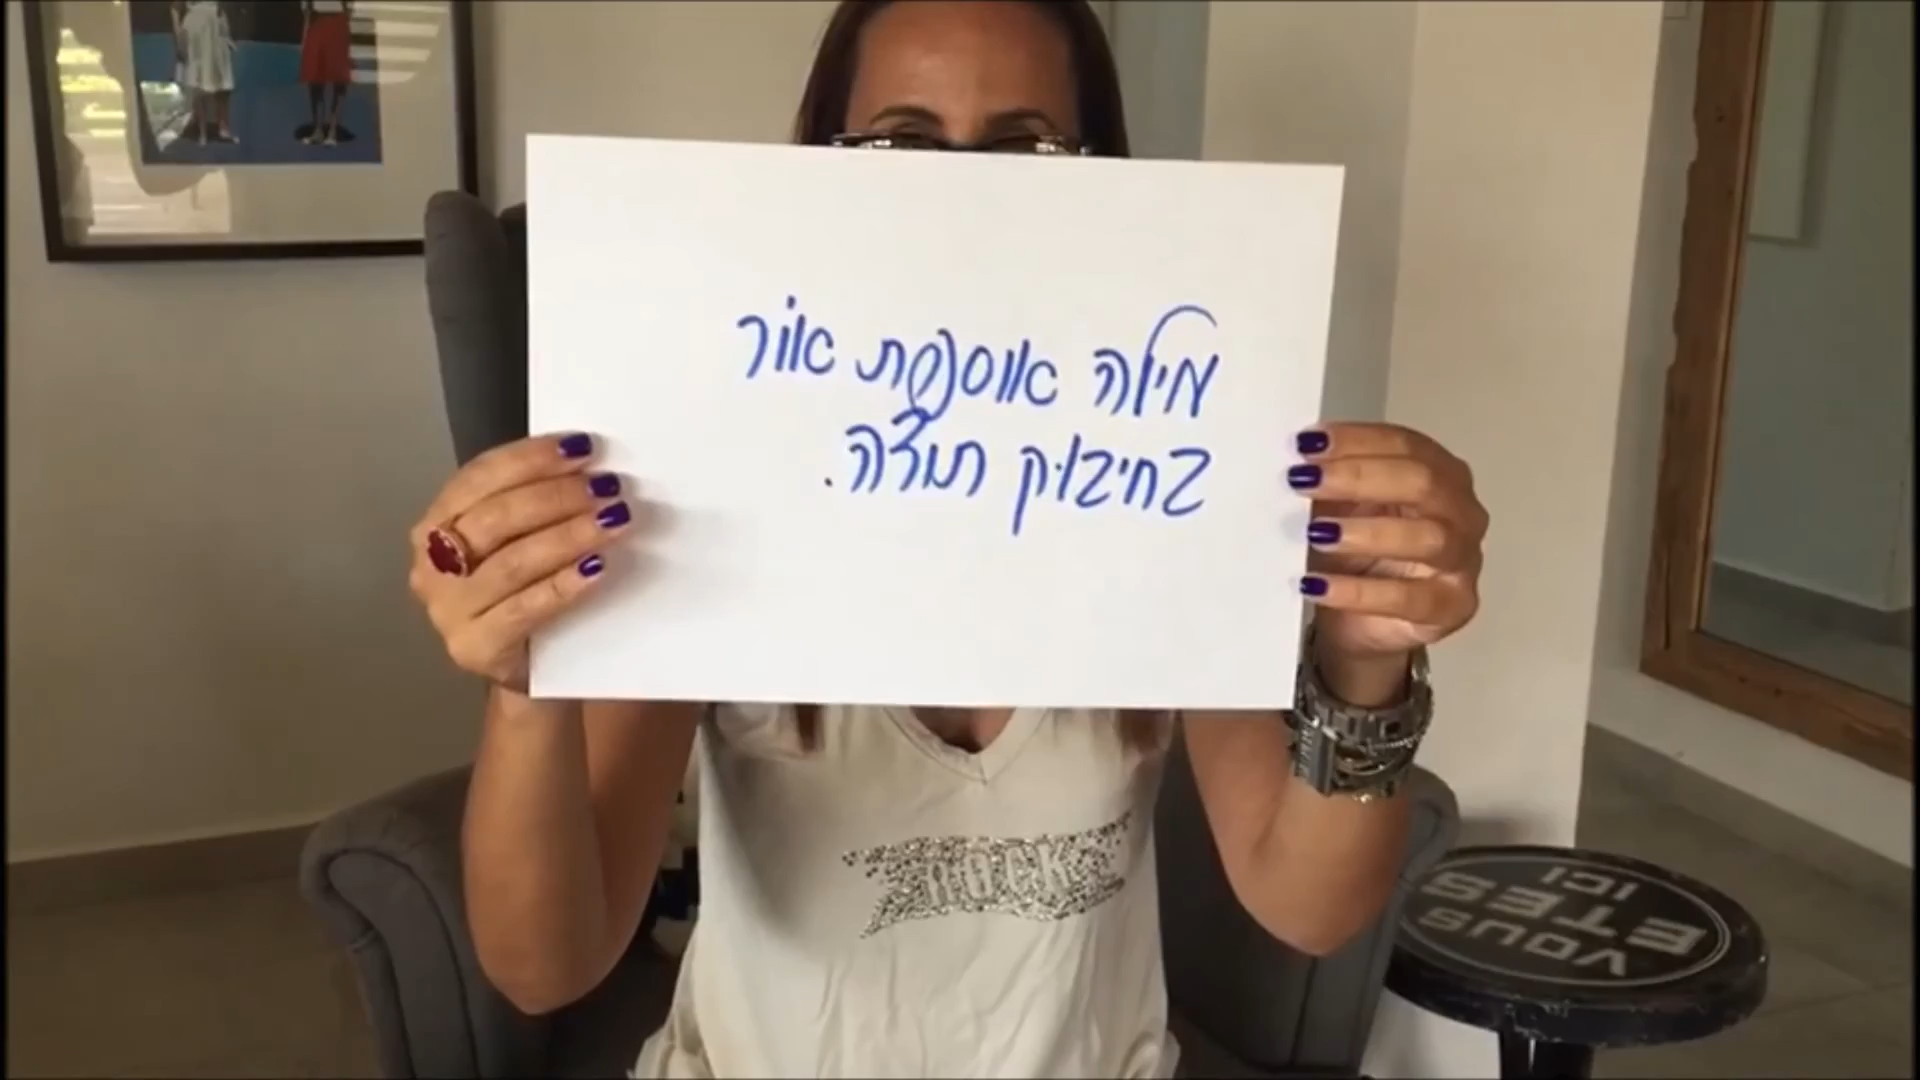 מילה אוספת אור
בחיבוק תודה.
ROCK
VOUS
ETES
ICI